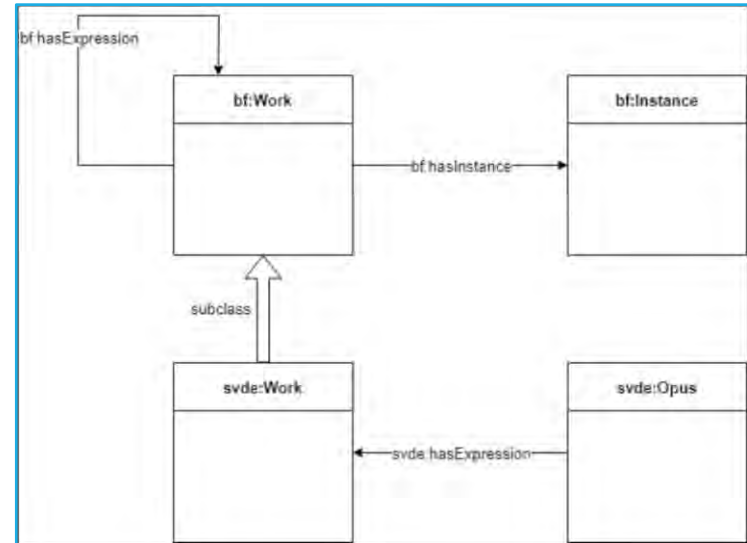 bf hasExpression
bf:Work
bf:Instance
bf hasInstance
subclass
svde:Work
svde:Opus
svde hasExpression